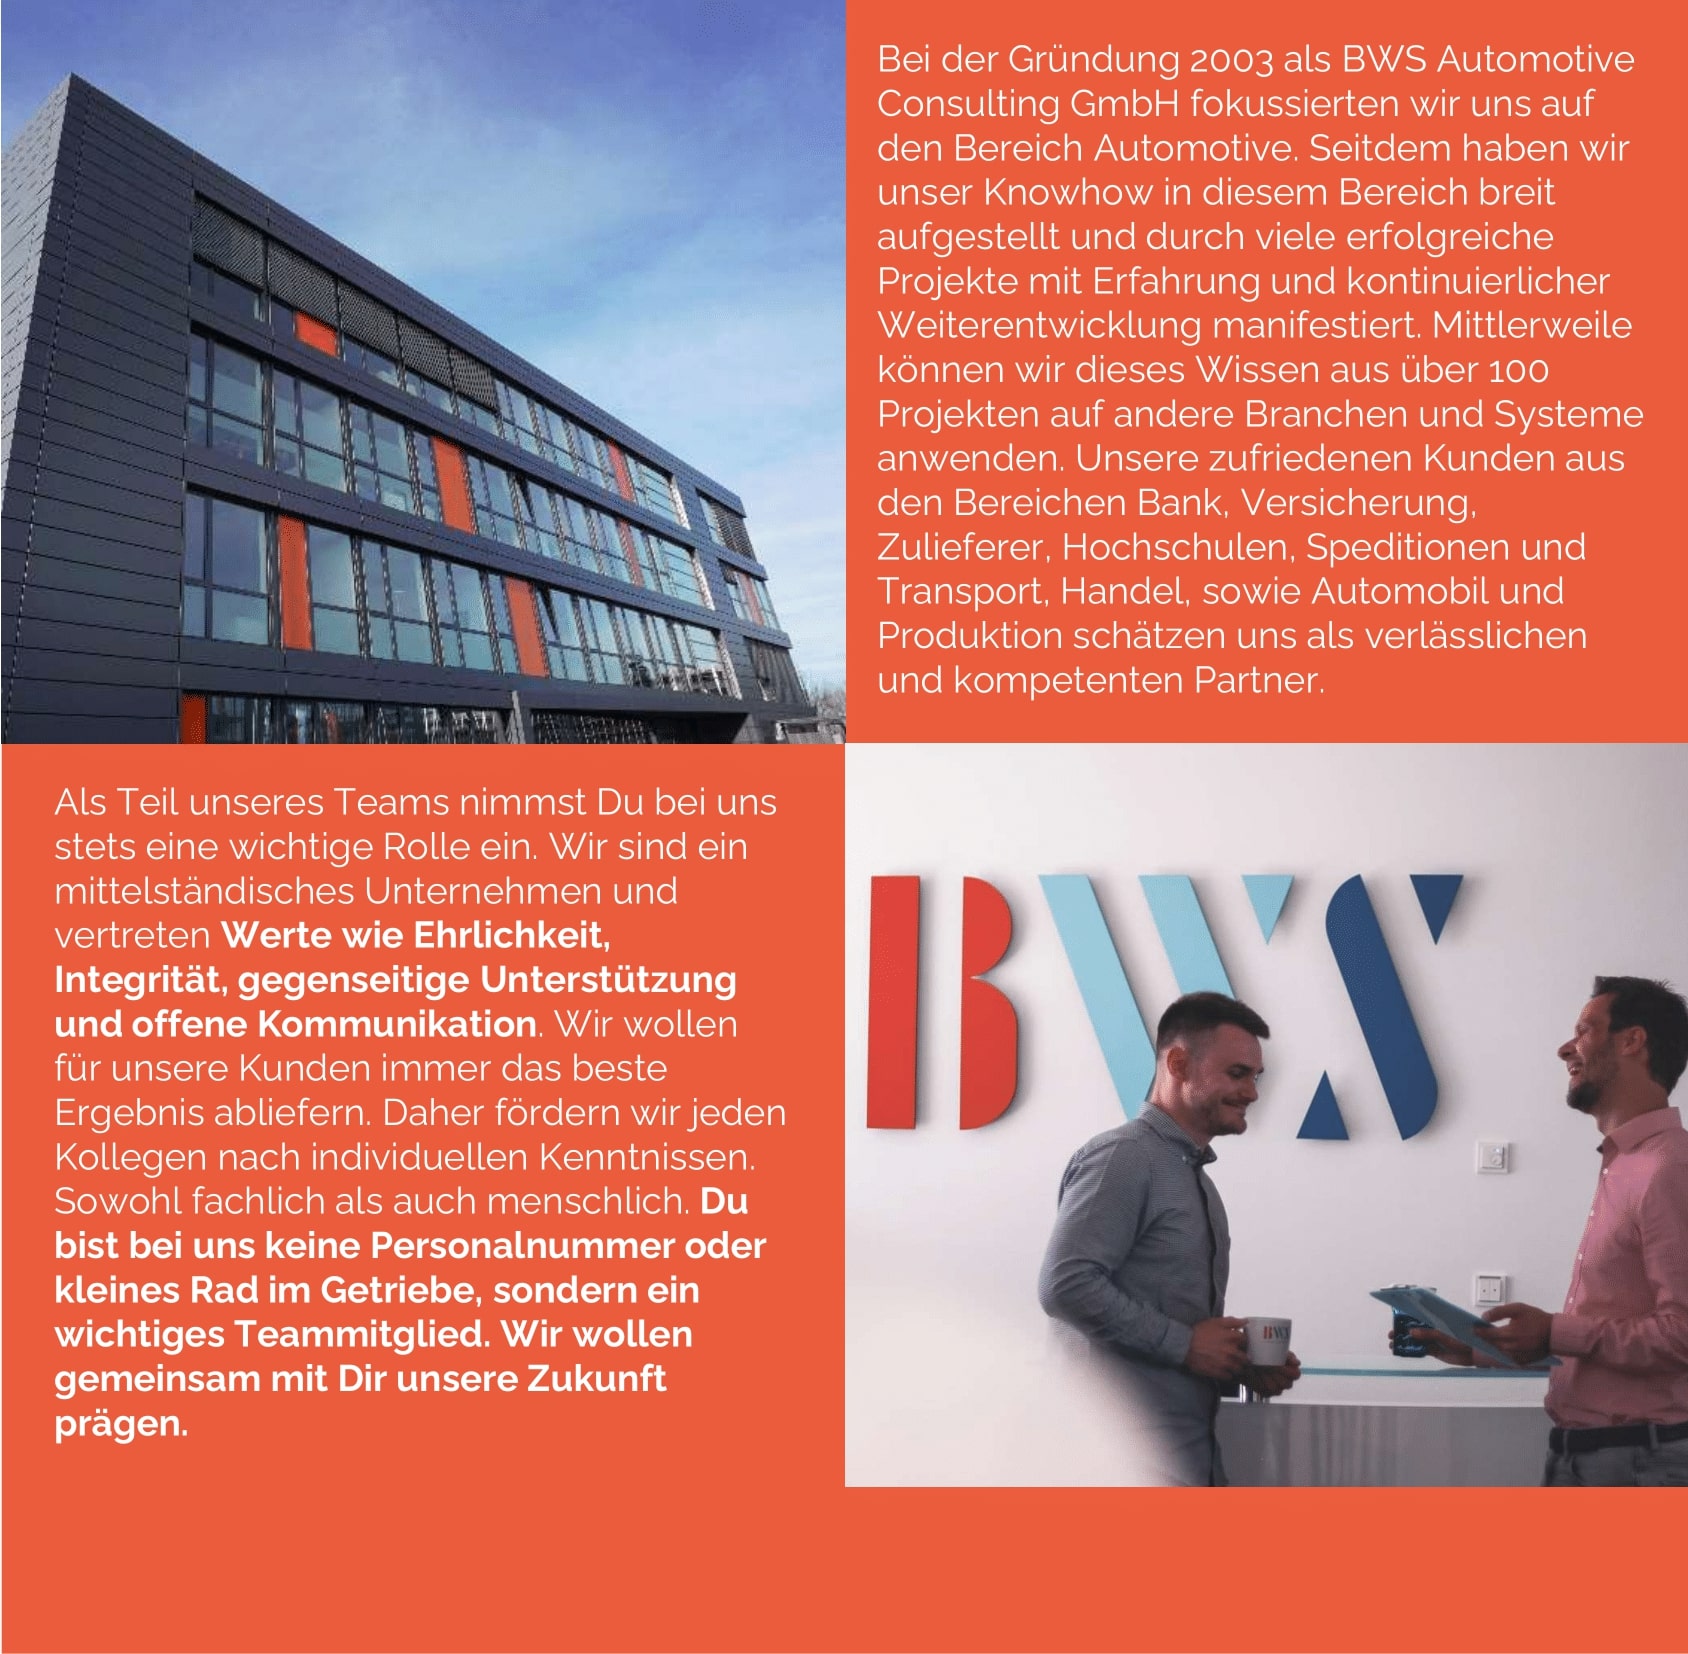 Bei der Gründung 2003 als BWS Automotive
Consulting GmbH fokussierten wir uns auf
den Bereich Automotive. Seitdem haben wir
unser Knowhow in diesem Bereich breit
aufgestellt und durch viele erfolgreiche
Projekte mit Erfahrung und kontinuierlicher
Weiterentwicklung manifestiert. Mittlerweile
können wir dieses Wissen aus über 100
Projekten auf andere Branchen und Systeme
anwenden. Unsere zufriedenen Kunden aus
den Bereichen Bank, Versicherung,
Zulieferer, Hochschulen, Speditionen und
Transport, Handel, sowie Automobil und
Produktion schätzen uns als verlässlichen
und kompetenten Partner.
Als Teil unseres Teams nimmst Du bei uns
stets eine wichtige Rolle ein. Wir sind ein
mittelständisches Unternehmen und
vertreten Werte wie Ehrlichkeit,
Integrität, gegenseitige Unterstützung
und offene Kommunikation. Wir wollen
für unsere Kunden immer das beste
Ergebnis abliefern. Daher fördern wir jeden
Kollegen nach individuellen Kenntnissen.
Sowohl fachlich als auch menschlich. Du
bist bei uns keine Personalnummer oder
kleines Rad im Getriebe, sondern ein
wichtiges Teammitglied. Wir wollen
gemeinsam mit Dir unsere Zukunft
prägen.
BWS
BWS